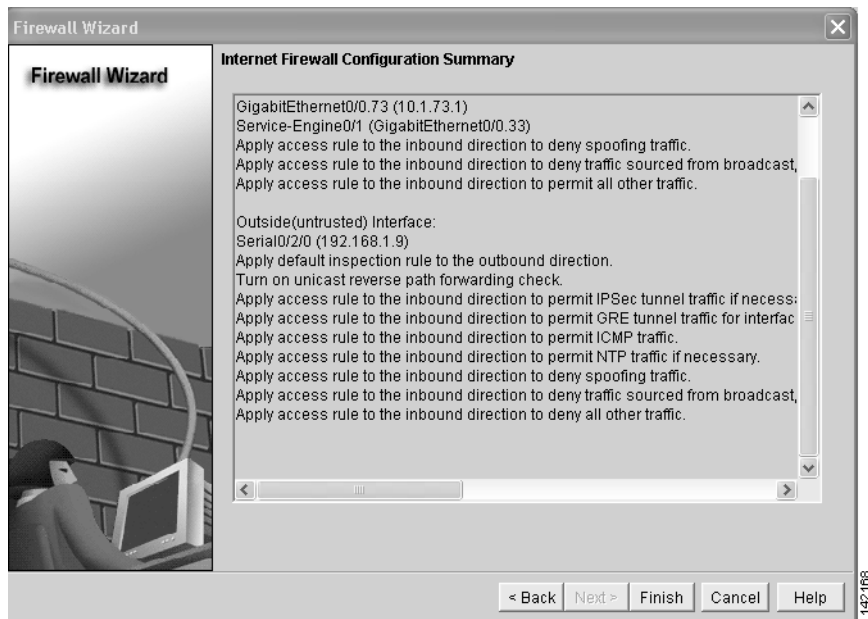 Firewall Wizard
Firewall Wizard
Internet Firewall Configuration Summary
GigabitEthernet0/0.73 (10.1.73.1)
Service-Engine0/1 (GigabitEthernet0/0.33)
Apply access rule to the inbound direction to deny spoofing traffic.
Apply access rule to the inbound direction to deny traffic sourced from broadcast,
Apply access rule to the inbound direction to permit all other traffic.
Outside(untrusted) Interface:
Serial0/2/0 (192.168.1.9)
Apply default inspection rule to the outbound direction.
Turn on unicast reverse path forwarding check.
Apply access rule to the inbound direction to permit IPSec tunnel traffic if necess
Apply access rule to the inbound direction to permit GRE tunnel traffic for interfac
Apply access rule to the inbound direction to permit ICMP traffic.
Apply access rule to the inbound direction to permit NTP traffic if necessary.
Apply access rule to the inbound direction to deny spoofing traffic.
Apply access rule to the inbound direction to deny traffic sourced from broadcast,
Apply access rule to the inbound direction to deny all other traffic.
< Back Next > Finish Cancel Help
142168